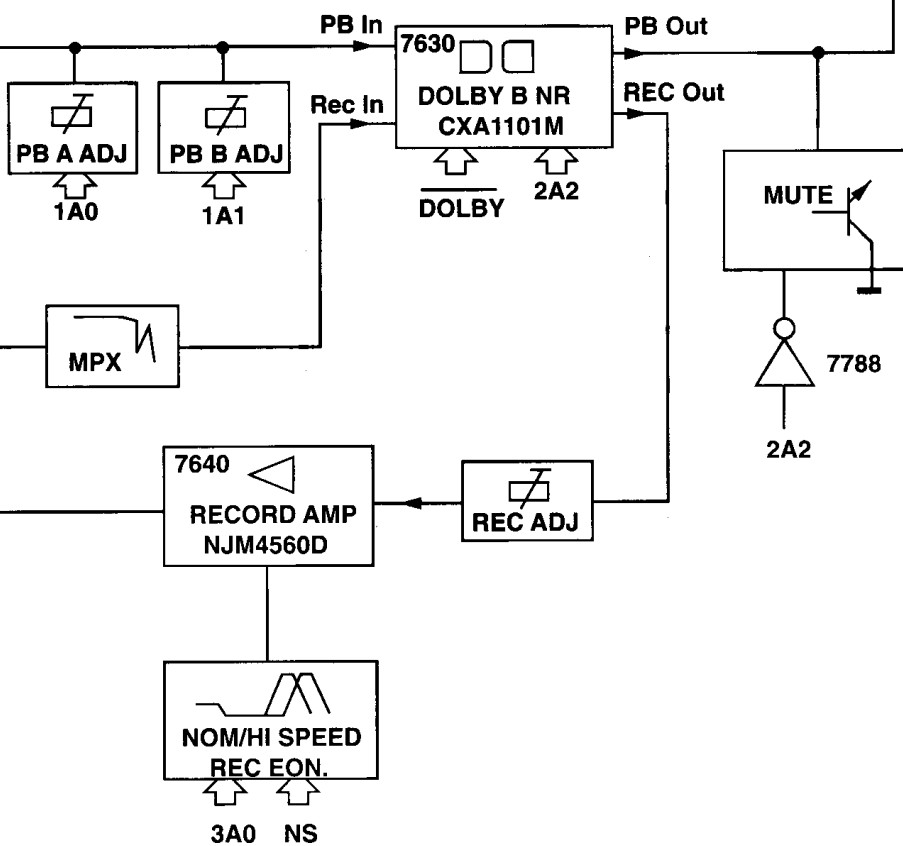 PB In
PB Out
7630
DOLBY B NR
CXA1101M
Rec In
REC Out
PB A ADJ
PB B ADJ
1A0
1A1
DOLBY
2A2
MUTE
MPX
7788
2A2
7640
RECORD AMP
NJM4560D
REC ADJ
NOM/HI SPEED
REC EON.
3A0
NS